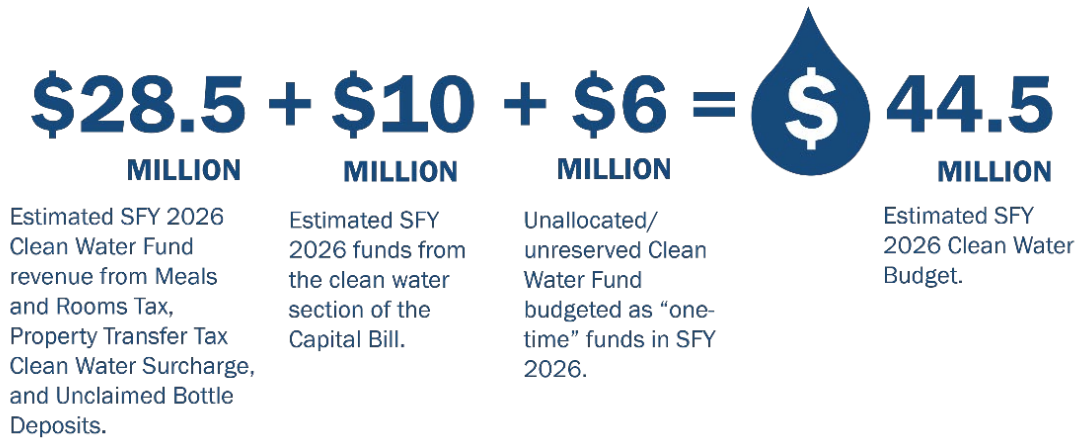 $28.5 + $10 + $6 = $ 44.5
MILLION
MILLION
MILLION
MILLION
Estimated SFY 2026
Clean Water Fund
revenue from Meals
and Rooms Tax,
Property Transfer Tax
Clean Water Surcharge,
and Unclaimed Bottle
Deposits.
Estimated SFY
2026 funds from
the clean water
section of the
Capital Bill.
Unallocated/
unreserved Clean
Water Fund
budgeted as “one-
time” funds in SFY
2026.
Estimated SFY
2026 Clean Water
Budget.